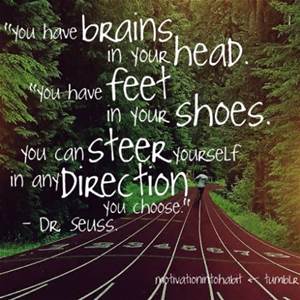 "you have brains
in your head.
"you have feet
in your shoes.
you can steer yourself
in any direction
you choose."
- Dr. Seuss.
motivationintohabit <- tumblr